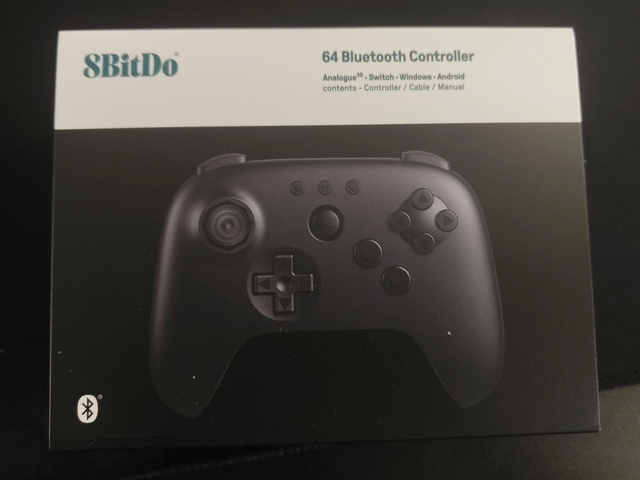 8BitDo®
64 Bluetooth Controller
Analogue3D • Switch • Windows • Android
contents - Controller / Cable / Manual